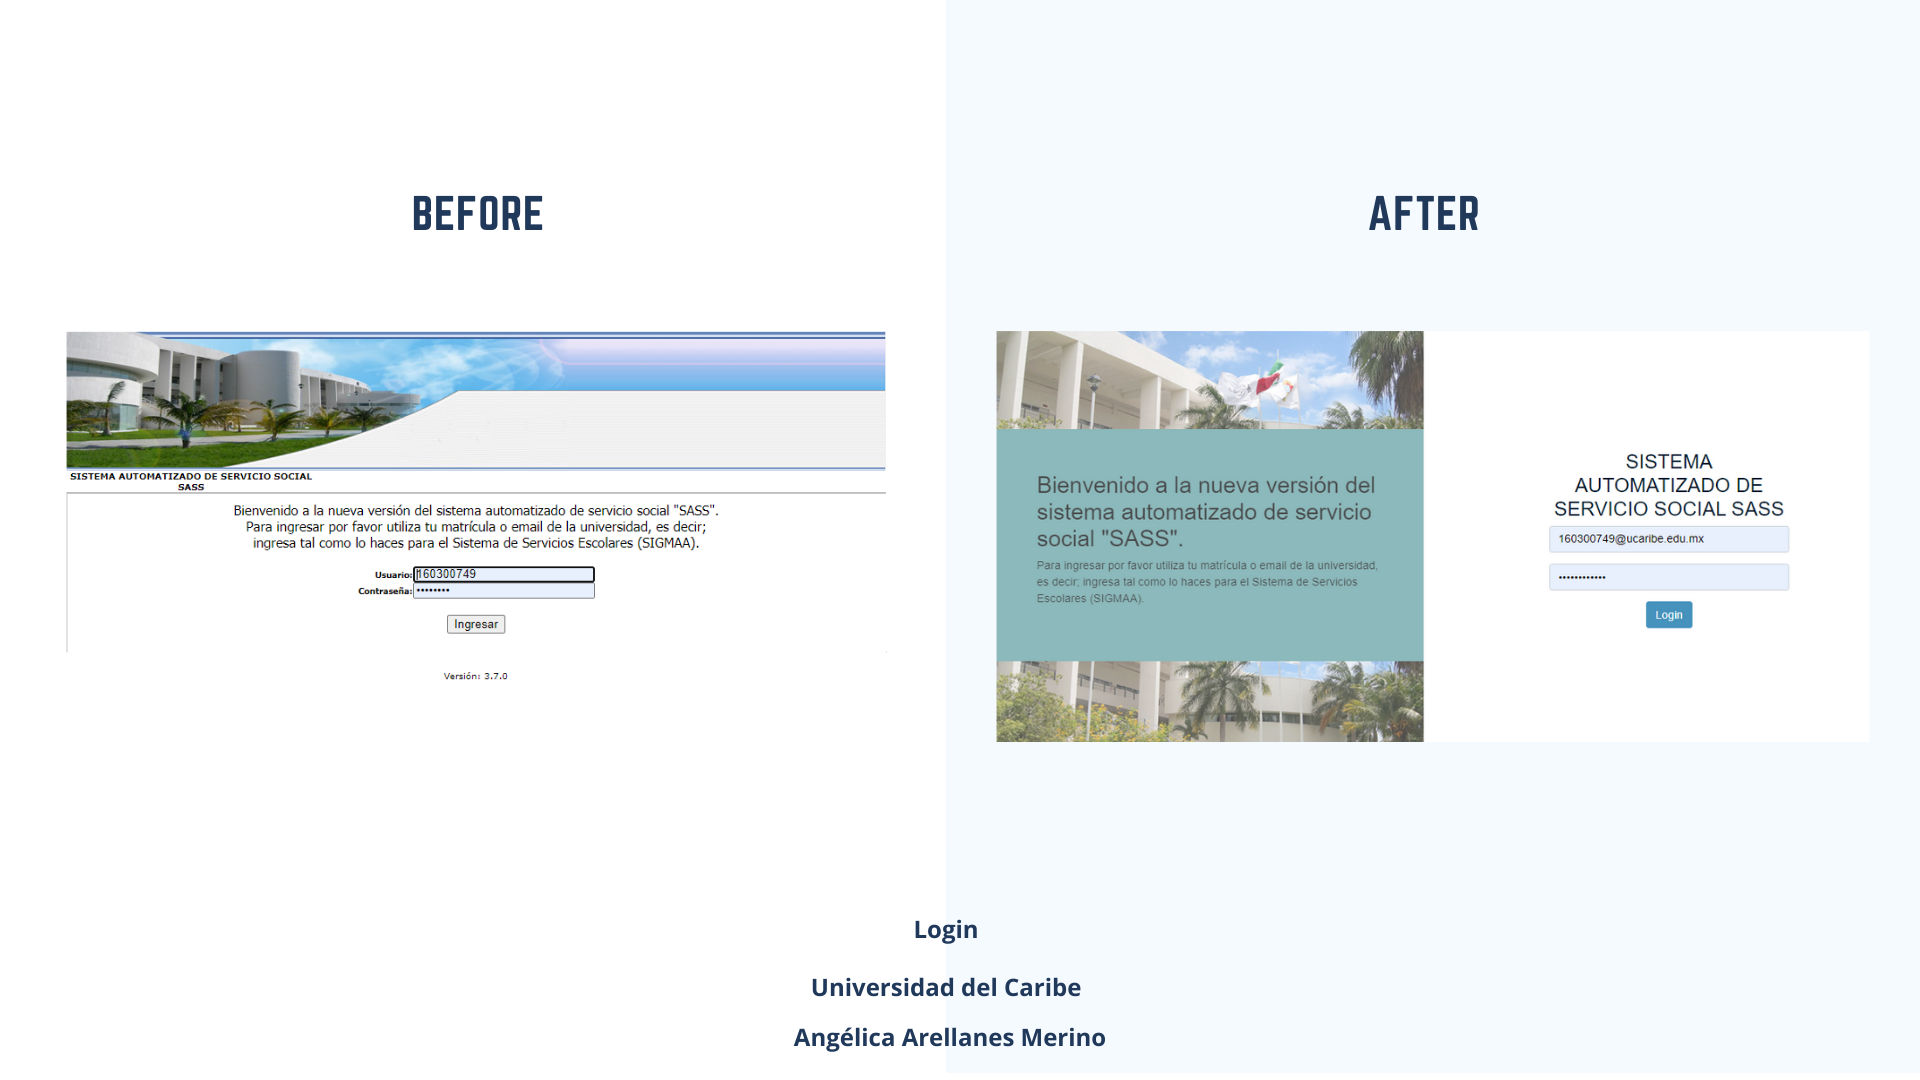 BEFORE
SISTEMA AUTOMATIZADO DE SERVICIO SOCIAL
SASS
Bienvenido a la nueva versión del sistema automatizado de servicio social "SASS".
Para ingresar por favor utiliza tu matrícula o email de la universidad, es decir;
ingresa tal como lo haces para el Sistema de Servicios Escolares (SIGMAA).
Usuario: 160300749
Contraseña: ••••••••
Ingresar
Versión: 3.7.0
AFTER
Bienvenido a la nueva versión del
sistema automatizado de servicio
social "SASS".
Para ingresar por favor utiliza tu matrícula o email de la universidad,
es decir; ingresa tal como lo haces para el Sistema de Servicios
Escolares (SIGMAA).
SISTEMA
AUTOMATIZADO DE
SERVICIO SOCIAL SASS
160300749@ucaribe.edu.mx
••••••••••••
Login
Login
Universidad del Caribe
Angélica Arellanes Merino